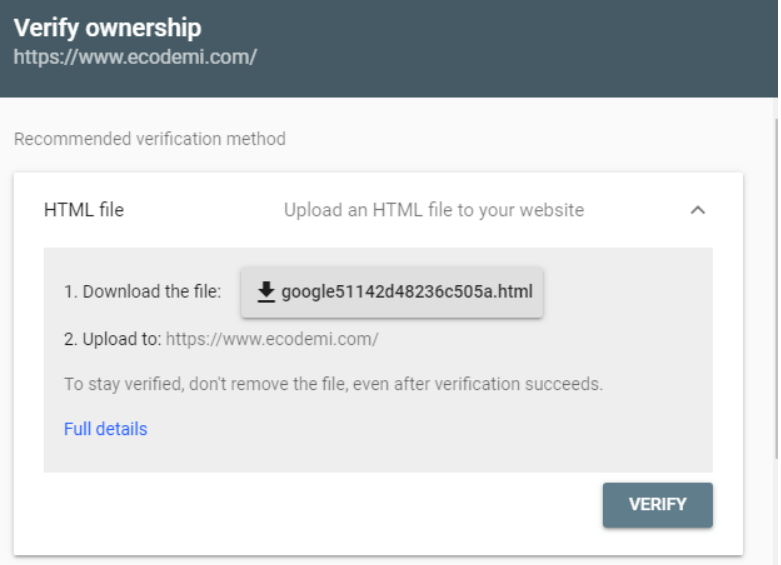 Verify ownership
https://www.ecodemi.com/
Recommended verification method
HTML file Upload an HTML file to your website
1. Download the file: google51142d48236c505a.html
2. Upload to: https://www.ecodemi.com/
To stay verified, don't remove the file, even after verification succeeds.
Full details
VERIFY